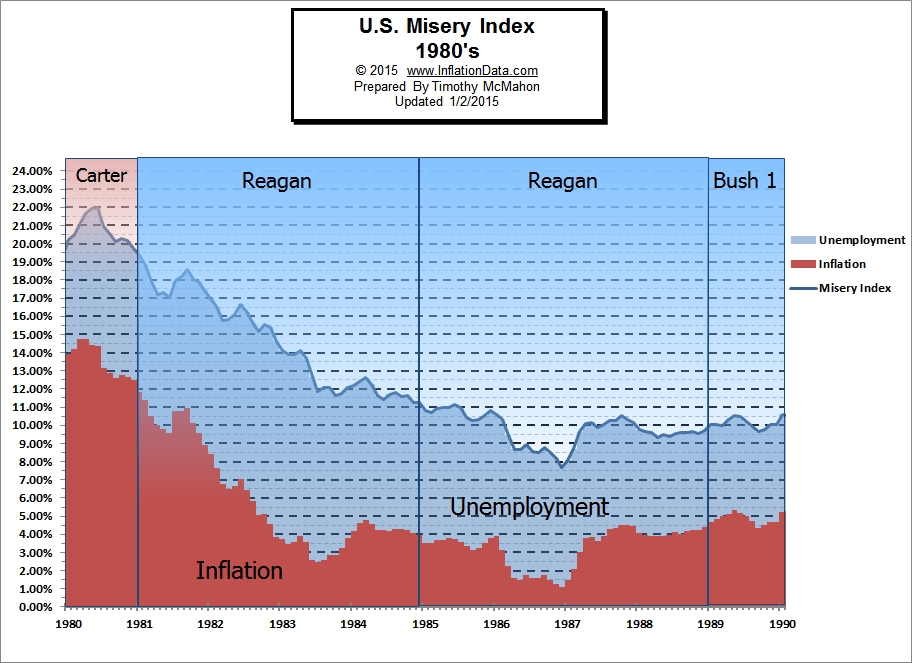 U.S. Misery Index
1980's
© 2015 www.InflationData.com
Prepared By Timothy McMahon
Updated 1/2/2015
Carter
Reagan
Reagan
Bush 1
24.00%
23.00%
22.00%
21.00%
20.00%
19.00%
18.00%
17.00%
16.00%
15.00%
14.00%
13.00%
12.00%
11.00%
10.00%
9.00%
8.00%
7.00%
6.00%
5.00%
4.00%
3.00%
2.00%
1.00%
0.00%
Unemployment
Inflation
Misery Index
Unemployment
Inflation
1980 1981 1982 1983 1984 1985 1986 1987 1988 1989 1990